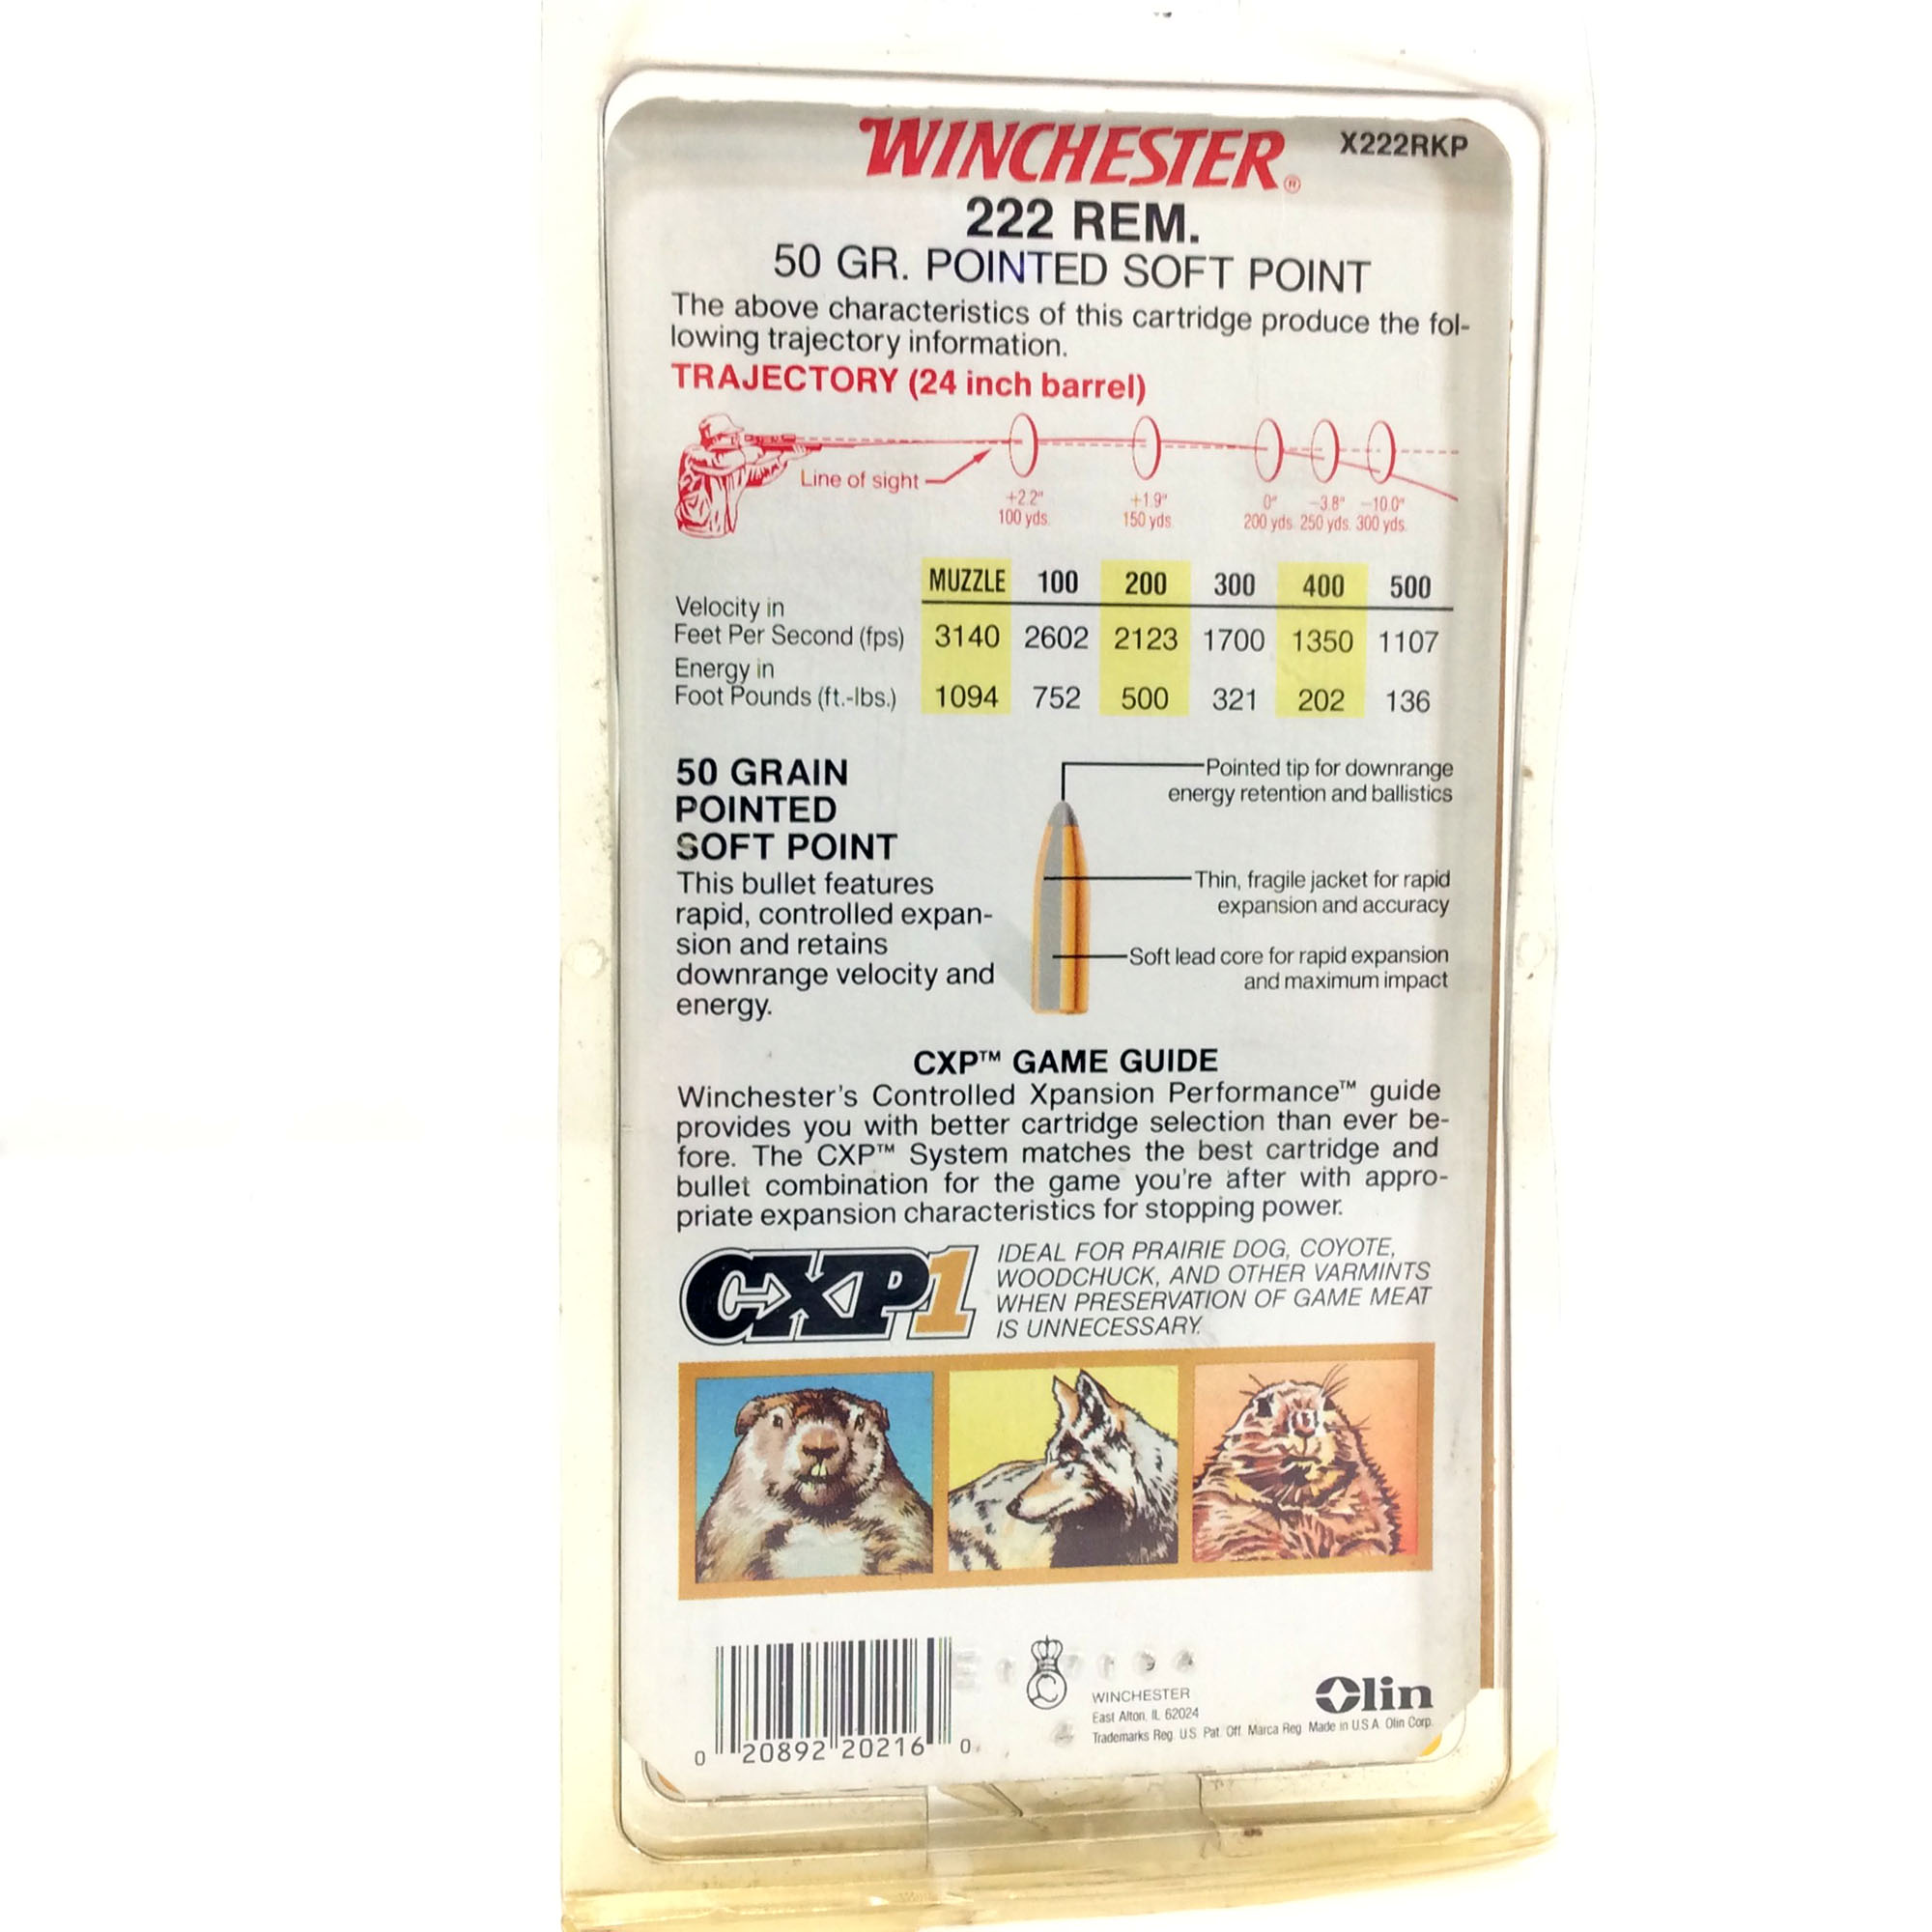 WINCHESTER® X222RKP
222 REM.
50 GR. POINTED SOFT POINT
The above characteristics of this cartridge produce the fol-
lowing trajectory information.
TRAJECTORY (24 inch barrel)
Line of sight
+2.2" +1.9" 0" -3.8" -10.0"
100 yds. 150 yds. 200 yds. 250 yds. 300 yds.
MUZZLE 100 200 300 400 500
Velocity in
Feet Per Second (fps) 3140 2602 2123 1700 1350 1107
Energy in
Foot Pounds (ft.-lbs.) 1094 752 500 321 202 136
50 GRAIN
POINTED
SOFT POINT
This bullet features
rapid, controlled expan-
sion and retains
downrange velocity and
energy.
Pointed tip for downrange
energy retention and ballistics
Thin, fragile jacket for rapid
expansion and accuracy
Soft lead core for rapid expansion
and maximum impact
CXP™ GAME GUIDE
Winchester's Controlled Xpansion Performance™ guide
provides you with better cartridge selection than ever be-
fore. The CXP™ System matches the best cartridge and
bullet combination for the game you're after with appro-
priate expansion characteristics for stopping power.
CXP1
IDEAL FOR PRAIRIE DOG, COYOTE,
WOODCHUCK, AND OTHER VARMINTS
WHEN PRESERVATION OF GAME MEAT
IS UNNECESSARY.
0 20892 20216 0
C
WINCHESTER
East Alton, IL 62024
Trademarks Reg. U.S. Pat. Off. Marca Reg. Made in U.S.A. Olin Corp.
Olin